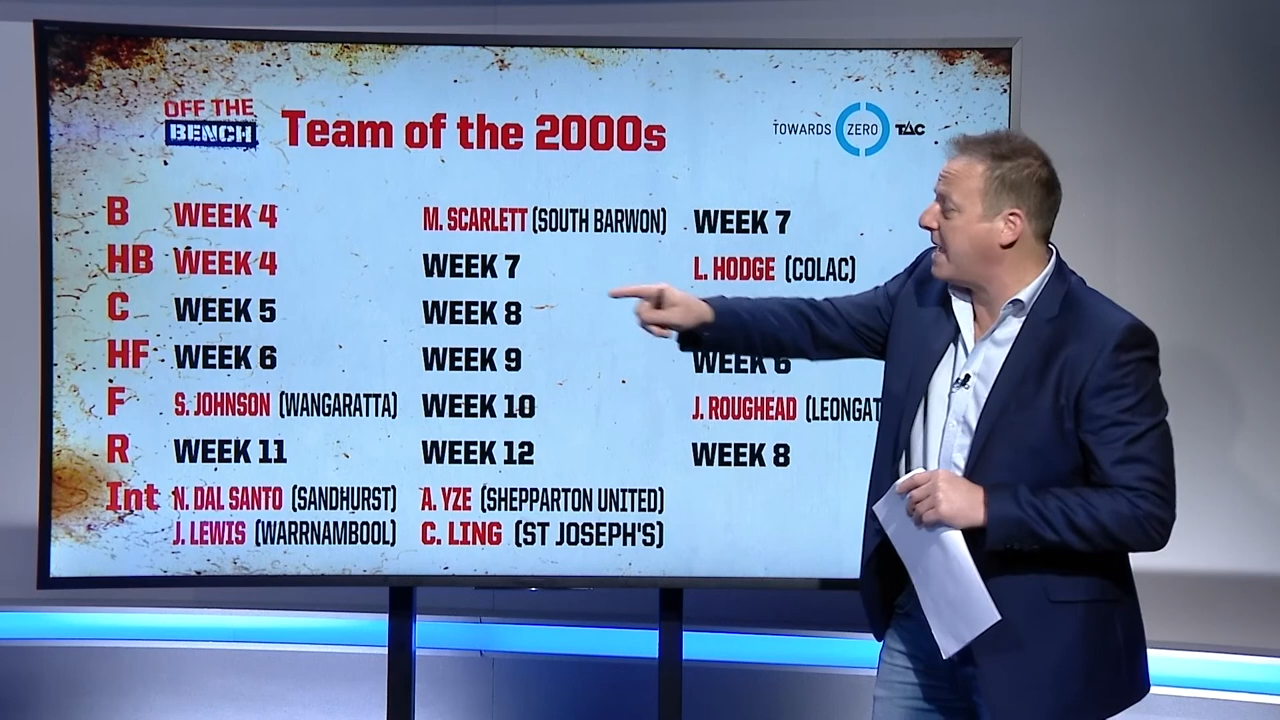 OFF THE BENCH Team of the 2000s TOWARDS ZERO TAC
B WEEK 4 M. SCARLETT (SOUTH BARWON) WEEK 7
HB WEEK 4 WEEK 7 L. HODGE (COLAC)
C WEEK 5 WEEK 8
HF WEEK 6 WEEK 9 WEEK 6
F S. JOHNSON (WANGARATTA) WEEK 10 J. ROUGHEAD (LEONGAT
R WEEK 11 WEEK 12 WEEK 8
Int N. DAL SANTO (SANDHURST) A. YZE (SHEPPARTON UNITED)
J. LEWIS (WARRNAMBOOL) C. LING (ST JOSEPH'S)